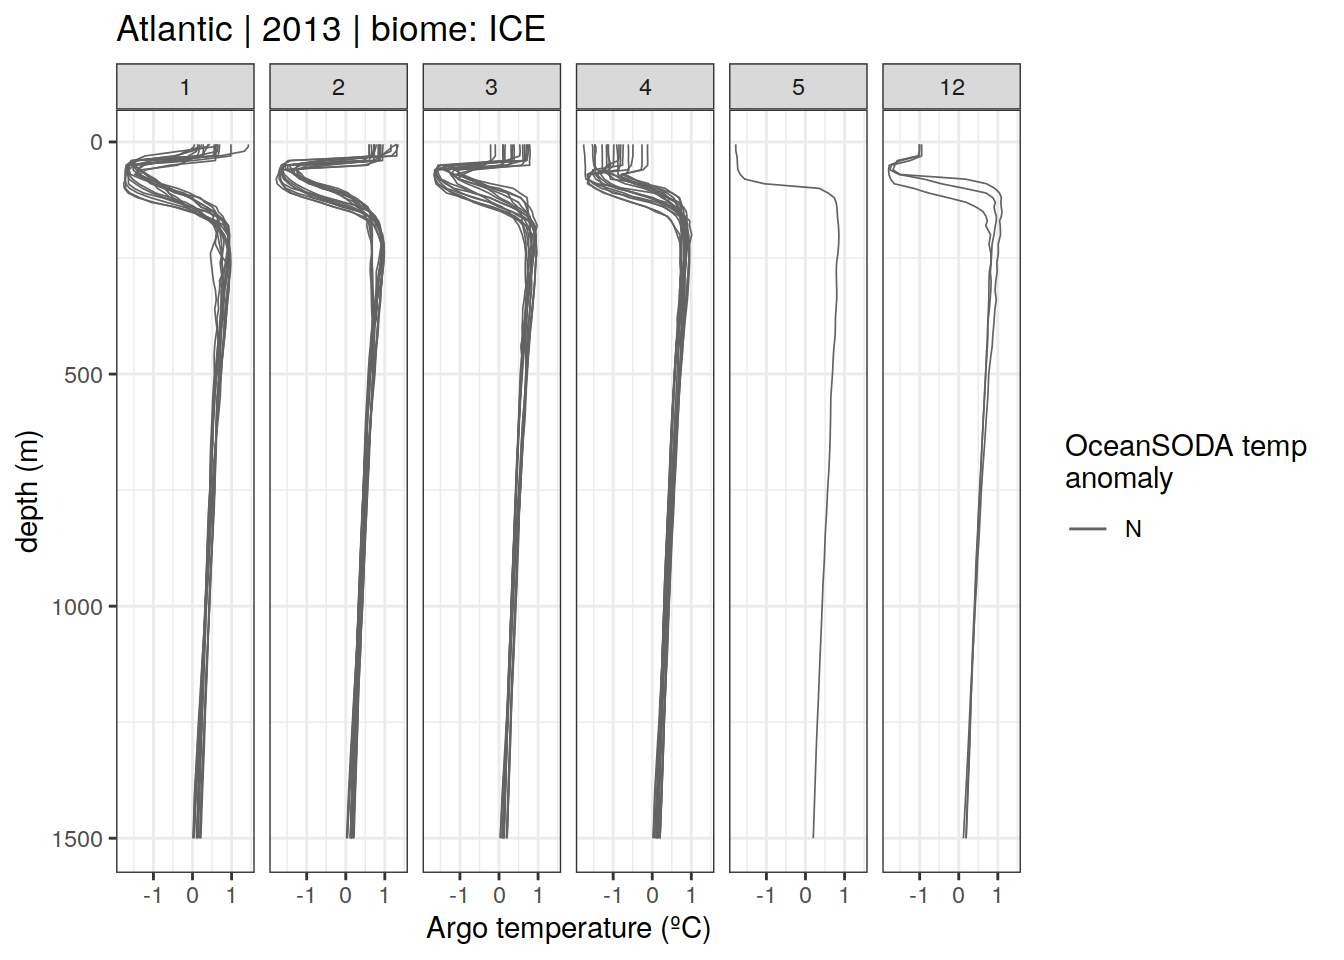 Atlantic | 2013 | biome: ICE
1 2 3 4 5 12
0
500
1000
1500
depth (m)
-1 0 1 -1 0 1 -1 0 1 -1 0 1 -1 0 1 -1 0 1
Argo temperature (ºC)
OceanSODA temp
anomaly
N